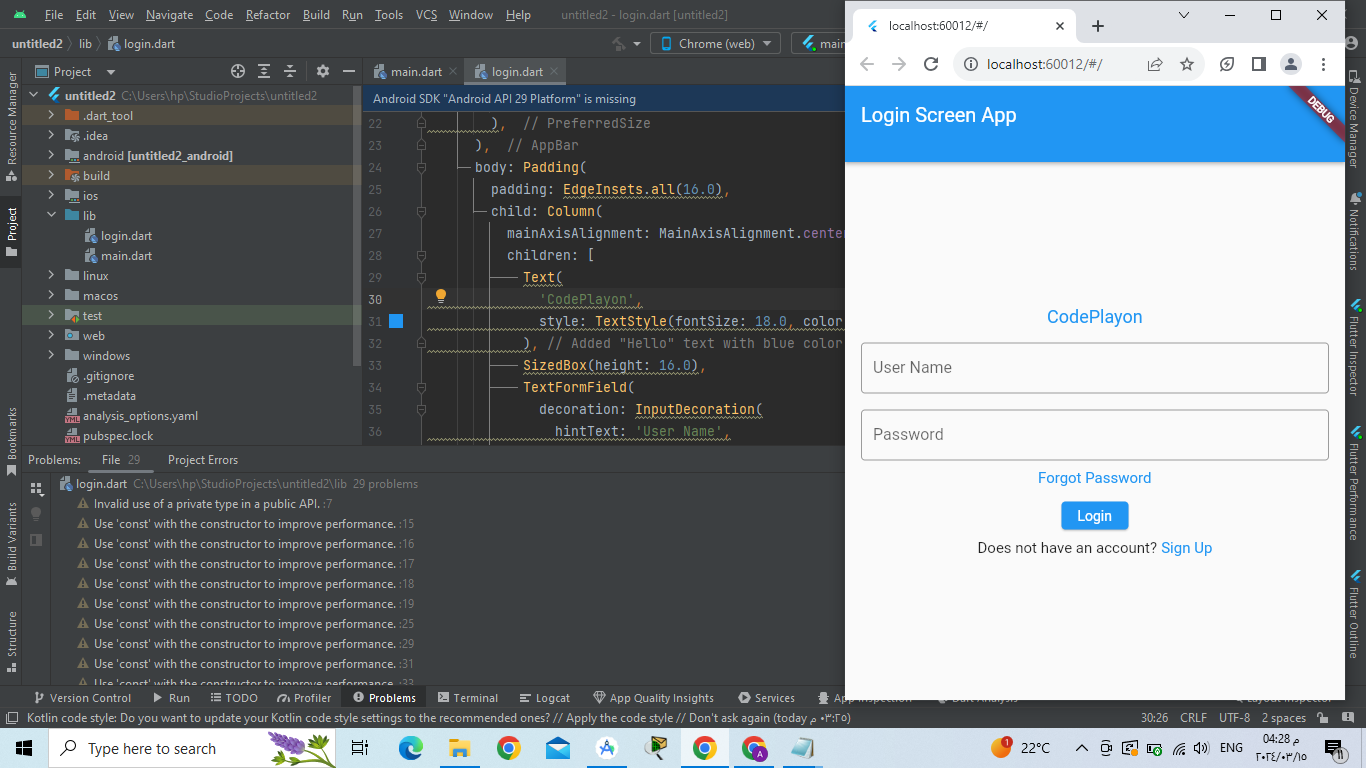 File Edit View Navigate Code Refactor Build Run Tools VCS Window Help untitled2 - login.dart [untitled2]
untitled2 lib login.dart Chrome (web)
Project main.dart login.dart
Resource Manager
Project
Bookmarks
Build Variants
Structure
untitled2 C:\Users\hp\StudioProjects\untitled2
.dart_tool
.idea
android [untitled2_android]
build
ios
lib
login.dart
main.dart
linux
macos
test
web
windows
.gitignore
.metadata
analysis_options.yaml
pubspec.lock
Android SDK "Android API 29 Platform" is missing
22 ), // PreferredSize
23 ), // AppBar
24 body: Padding(
25 padding: EdgeInsets.all(16.0),
26 child: Column(
27 mainAxisAlignment: MainAxisAlignment.center
28 children: [
29 Text(
30 'CodePlayon',
31 style: TextStyle(fontSize: 18.0, color
32 ), // Added "Hello" text with blue color
33 SizedBox(height: 16.0),
34 TextFormField(
35 decoration: InputDecoration(
36 hintText: 'User Name',
Problems: File 29 Project Errors
login.dart C:\Users\hp\StudioProjects\untitled2\lib 29 problems
Invalid use of a private type in a public API. :7
Use 'const' with the constructor to improve performance. :15
Use 'const' with the constructor to improve performance. :16
Use 'const' with the constructor to improve performance. :17
Use 'const' with the constructor to improve performance. :18
Use 'const' with the constructor to improve performance. :19
Use 'const' with the constructor to improve performance. :25
Use 'const' with the constructor to improve performance. :29
Use 'const' with the constructor to improve performance. :31
Use 'const' with the constructor to improve performance. :33
localhost:60012/#/
localhost:60012/#/
Login Screen App
DEBUG
CodePlayon
User Name
Password
Forgot Password
Login
Does not have an account? Sign Up
Device Manager
Notifications
Flutter Inspector
Flutter Performance
Flutter Outline
Version Control Run TODO Profiler Problems Terminal Logcat App Quality Insights Services
Kotlin code style: Do you want to update your Kotlin code style settings to the recommended ones? // Apply the code style // Don't ask again (today ٠٣:٢٥ م)
30:26 CRLF UTF-8 2 spaces
Type here to search
1 22°C ENG
04:28 م
٢٠٢٤/٠٣/١٥